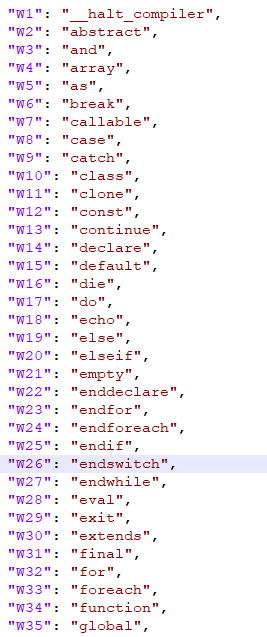 "W1": "__halt_compiler",
"W2": "abstract",
"W3": "and",
"W4": "array",
"W5": "as",
"W6": "break",
"W7": "callable",
"W8": "case",
"W9": "catch",
"W10": "class",
"W11": "clone",
"W12": "const",
"W13": "continue",
"W14": "declare",
"W15": "default",
"W16": "die",
"W17": "do",
"W18": "echo",
"W19": "else",
"W20": "elseif",
"W21": "empty",
"W22": "enddeclare",
"W23": "endfor",
"W24": "endforeach",
"W25": "endif",
"W26": "endswitch",
"W27": "endwhile",
"W28": "eval",
"W29": "exit",
"W30": "extends",
"W31": "final",
"W32": "for",
"W33": "foreach",
"W34": "function",
"W35": "global,